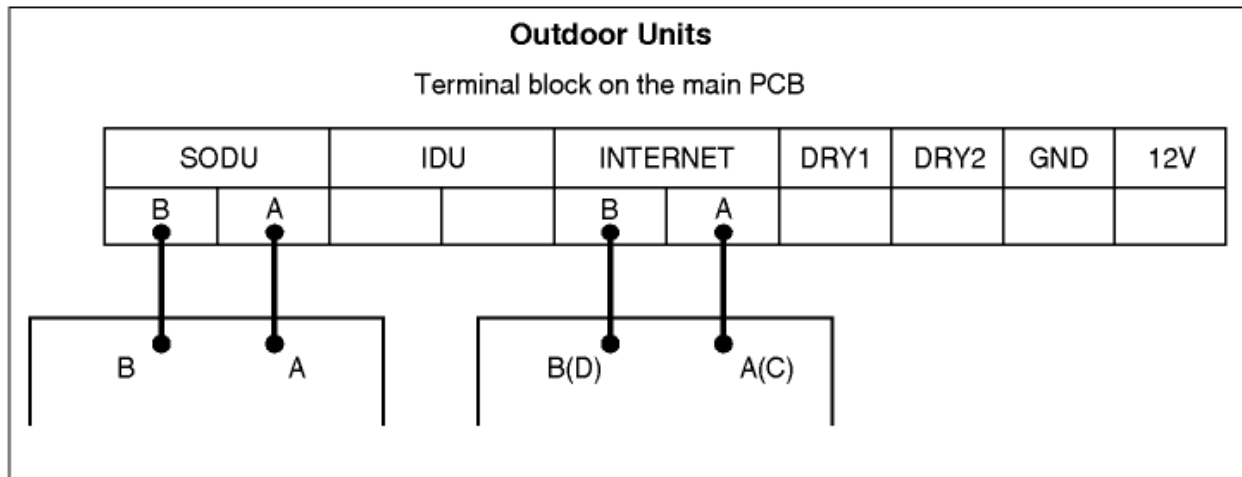 Outdoor Units
Terminal block on the main PCB
SODU IDU INTERNET DRY1 DRY2 GND 12V
B A B A
B A B(D) A(C)